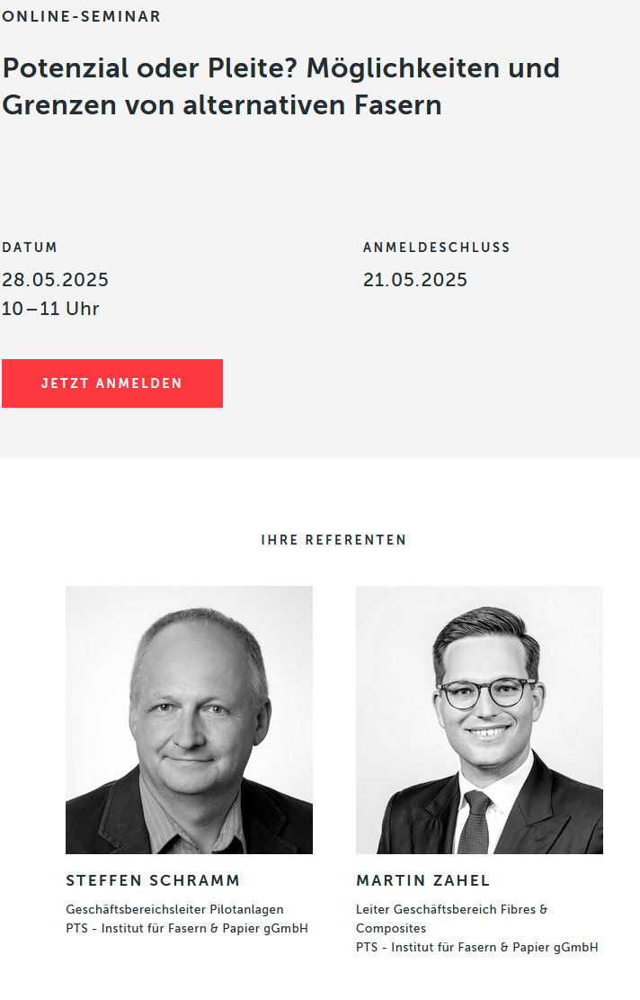 ONLINE-SEMINAR
Potenzial oder Pleite? Möglichkeiten und
Grenzen von alternativen Fasern
DATUM
28.05.2025
10–11 Uhr
ANMELDESCHLUSS
21.05.2025
JETZT ANMELDEN
IHRE REFERENTEN
STEFFEN SCHRAMM
Geschäftsbereichsleiter Pilotanlagen
PTS - Institut für Fasern & Papier gGmbH
MARTIN ZAHEL
Leiter Geschäftsbereich Fibres &
Composites
PTS - Institut für Fasern & Papier gGmbH